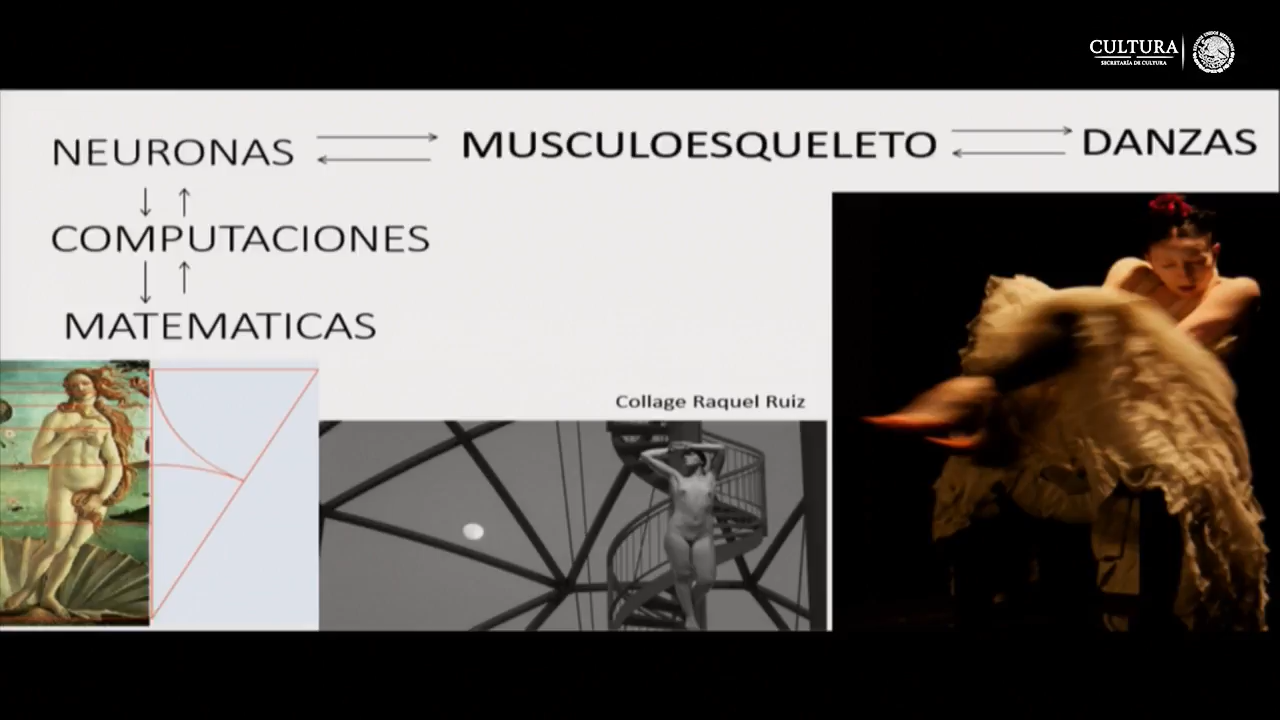 CULTURA
SECRETARÍA DE CULTURA
NEURONAS
MUSCULOESQUELETO
DANZAS
COMPUTACIONES
MATEMATICAS
Collage Raquel Ruiz